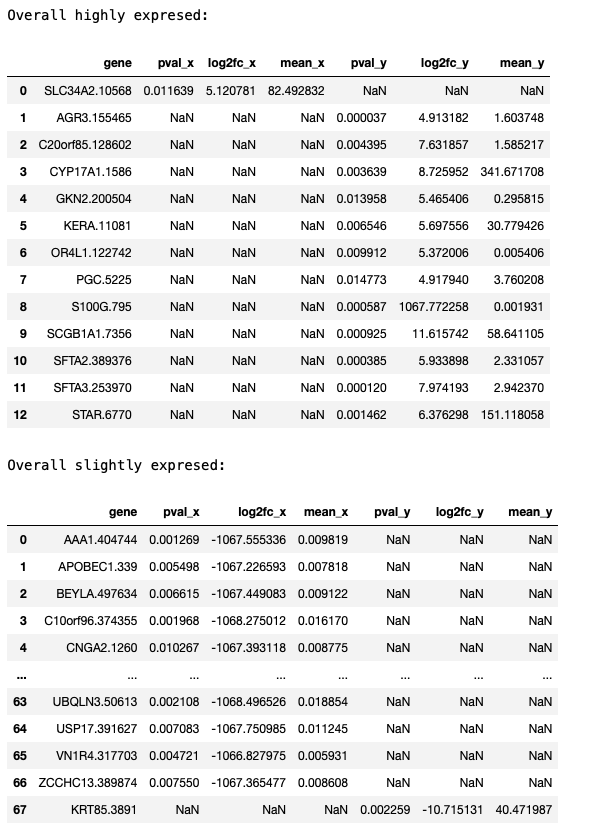 Overall highly expresed:
gene pval_x log2fc_x mean_x pval_y log2fc_y mean_y
0 SLC34A2.10568 0.011639 5.120781 82.492832 NaN NaN NaN
1 AGR3.155465 NaN NaN NaN 0.000037 4.913182 1.603748
2 C20orf85.128602 NaN NaN NaN 0.004395 7.631857 1.585217
3 CYP17A1.1586 NaN NaN NaN 0.003639 8.725952 341.671708
4 GKN2.200504 NaN NaN NaN 0.013958 5.465406 0.295815
5 KERA.11081 NaN NaN NaN 0.006546 5.697556 30.779426
6 OR4L1.122742 NaN NaN NaN 0.009912 5.372006 0.005406
7 PGC.5225 NaN NaN NaN 0.014773 4.917940 3.760208
8 S100G.795 NaN NaN NaN 0.000587 1067.772258 0.001931
9 SCGB1A1.7356 NaN NaN NaN 0.000925 11.615742 58.641105
10 SFTA2.389376 NaN NaN NaN 0.000385 5.933898 2.331057
11 SFTA3.253970 NaN NaN NaN 0.000120 7.974193 2.942370
12 STAR.6770 NaN NaN NaN 0.001462 6.376298 151.118058
Overall slightly expresed:
gene pval_x log2fc_x mean_x pval_y log2fc_y mean_y
0 AAA1.404744 0.001269 -1067.555336 0.009819 NaN NaN NaN
1 APOBEC1.339 0.005498 -1067.226593 0.007818 NaN NaN NaN
2 BEYLA.497634 0.006615 -1067.449083 0.009122 NaN NaN NaN
3 C10orf96.374355 0.001968 -1068.275012 0.016170 NaN NaN NaN
4 CNGA2.1260 0.010267 -1067.393118 0.008775 NaN NaN NaN
... ... ... ... ... ... ... ...
63 UBQLN3.50613 0.002108 -1068.496526 0.018854 NaN NaN NaN
64 USP17.391627 0.007083 -1067.750985 0.011245 NaN NaN NaN
65 VN1R4.317703 0.004721 -1066.827975 0.005931 NaN NaN NaN
66 ZCCHC13.389874 0.007550 -1067.365477 0.008608 NaN NaN NaN
67 KRT85.3891 NaN NaN NaN 0.002259 -10.715131 40.471987